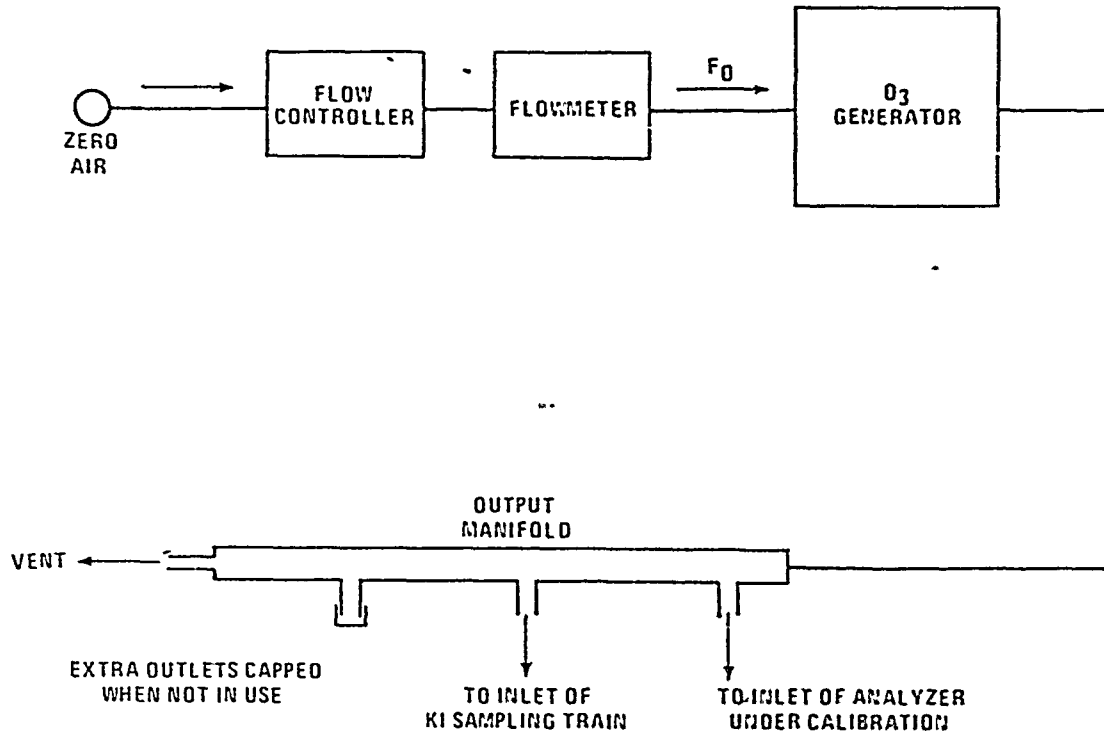 ZERO
AIR
FLOW
CONTROLLER
FLOWMETER
F0
O3
GENERATOR
OUTPUT
MANIFOLD
VENT
EXTRA OUTLETS CAPPED
WHEN NOT IN USE
TO INLET OF
KI SAMPLING TRAIN
TO INLET OF ANALYZER
UNDER CALIBRATION